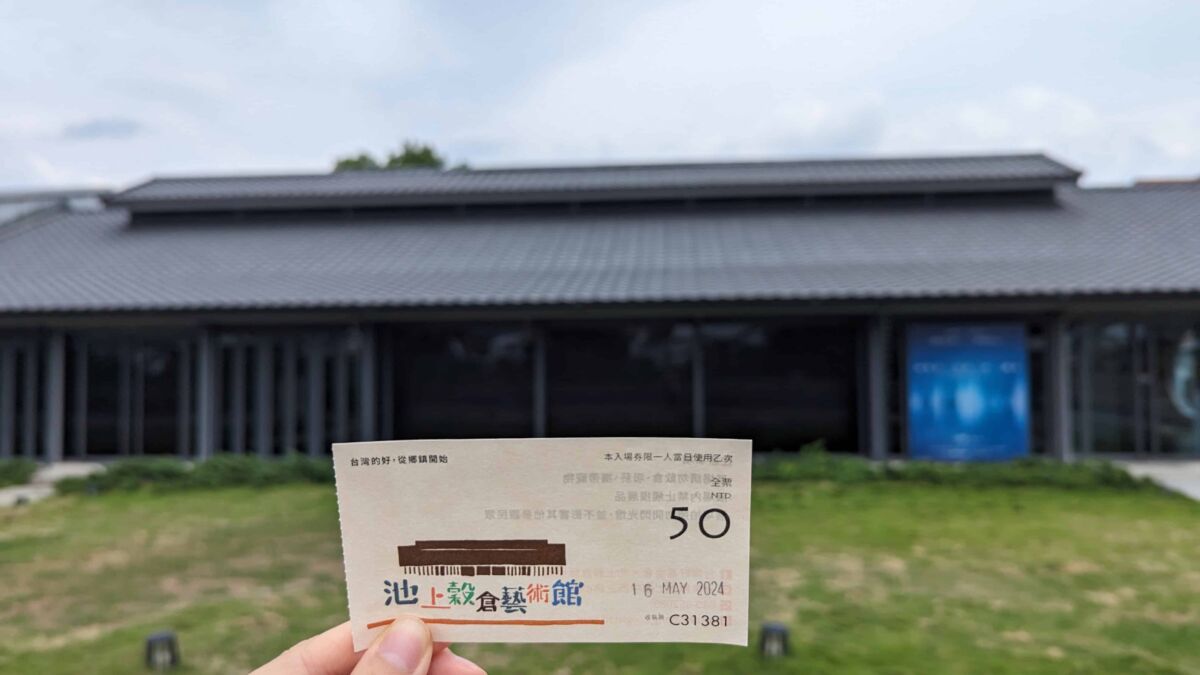 台灣的好，從鄉鎮開始
本入場券限一人當日使用乙次
全票
NTD
50
池上穀倉藝術館
16 MAY 2024
C31381